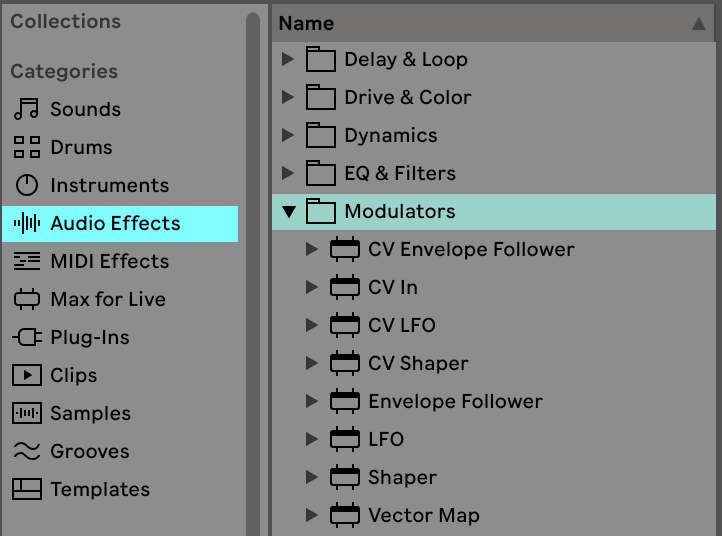 Collections
Categories
Sounds
Drums
Instruments
Audio Effects
MIDI Effects
Max for Live
Plug-Ins
Clips
Samples
Grooves
Templates
Name
Delay & Loop
Drive & Color
Dynamics
EQ & Filters
Modulators
CV Envelope Follower
CV In
CV LFO
CV Shaper
Envelope Follower
LFO
Shaper
Vector Map